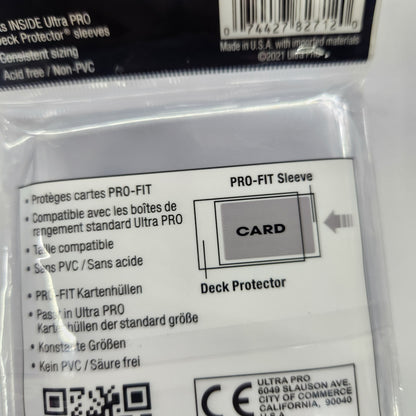 INSIDE Ultra PRO
Deck Protector® sleeves
Consistent sizing
Acid free / Non-PVC
0 74427 82712 0
Made in U.S.A. with imported materials
©2021 Ultra PRO
• Protèges cartes PRO-FIT
• Compatible avec les boîtes de
rangement standard Ultra PRO
• Taille compatible
• Sans PVC / Sans acide
• PRO-FIT Kartenhüllen
• Passt in Ultra PRO
Kartenhüllen der standard größe
• Konstante Größen
• Kein PVC / Säure frei
PRO-FIT Sleeve
CARD
Deck Protector
CE
ULTRA PRO
6049 SLAUSON AVE.
CITY OF COMMERCE
CALIFORNIA, 90040
U.S.A.